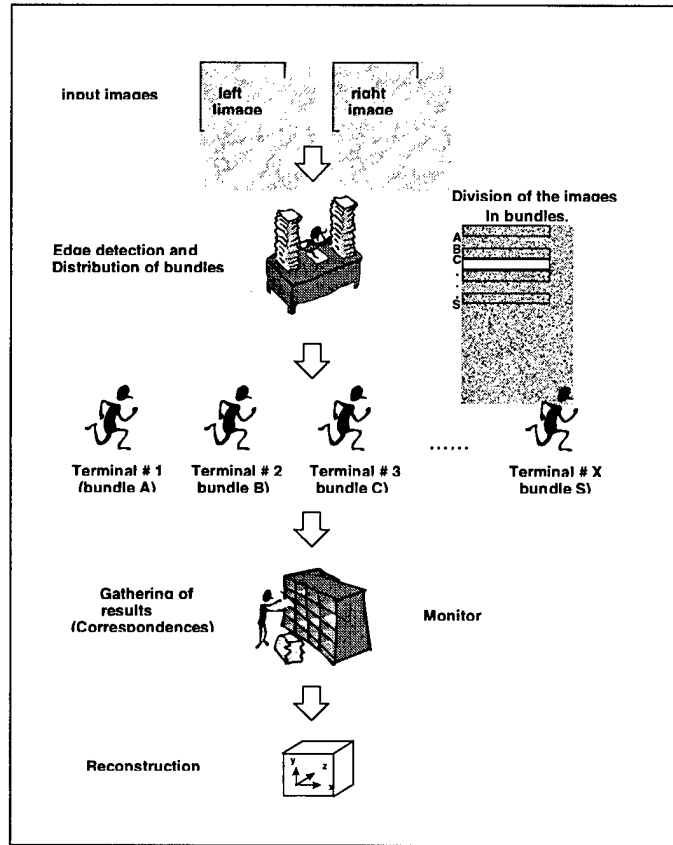 input images
left
limage
right
image
Division of the images
In bundles.
A
B
C
.
.
.
S
Edge detection and
Distribution of bundles
......
Terminal # 1
(bundle A)
Terminal # 2
bundle B)
Terminal # 3
bundle C)
Terminal # X
bundle S)
Gathering of
results
(Correspondences)
Monitor
Reconstruction
y
z
x